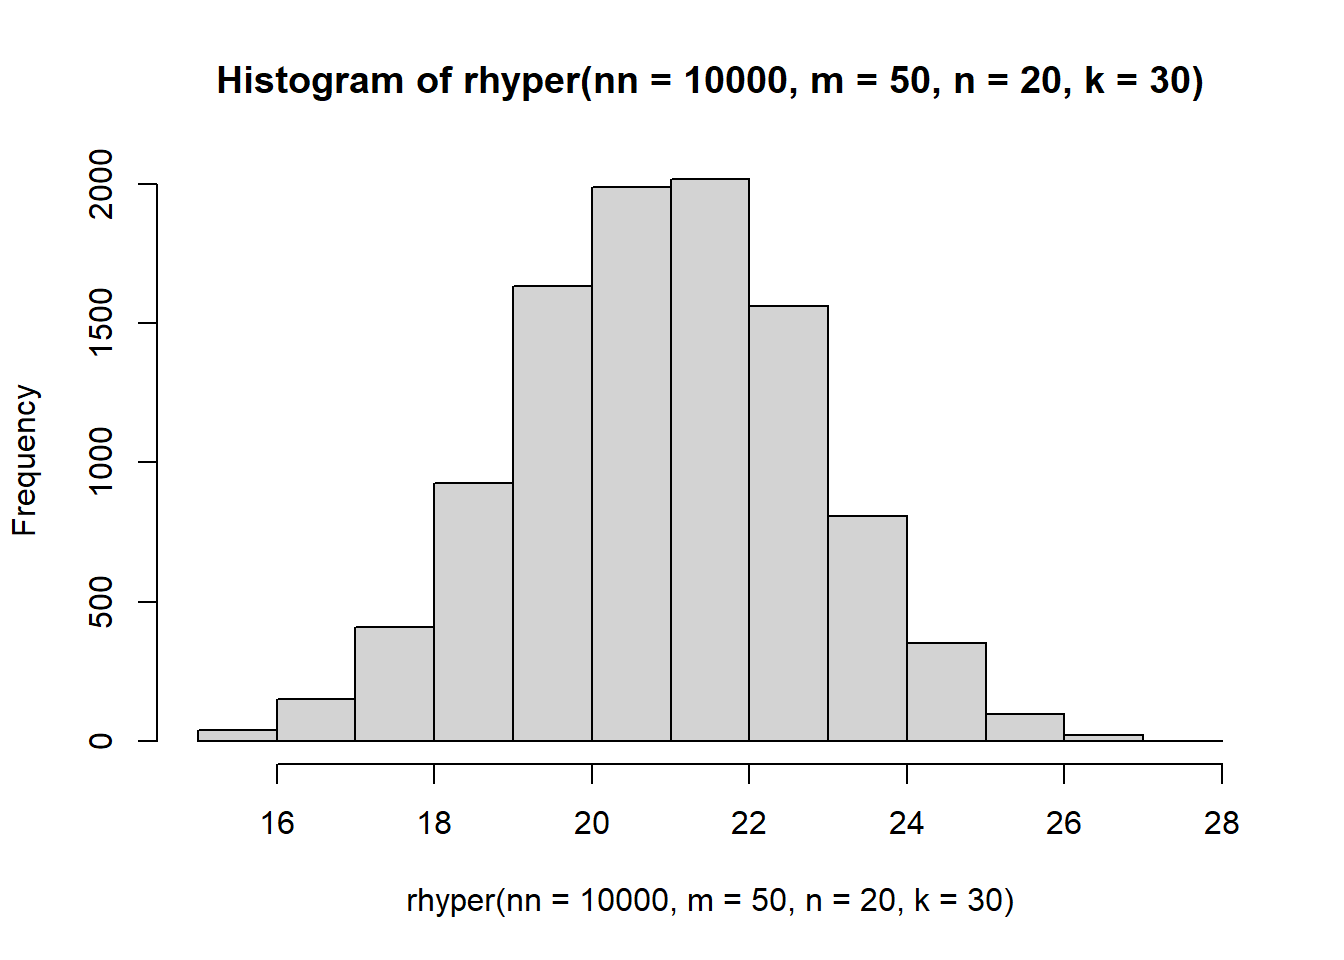 Histogram of rhyper(nn = 10000, m = 50, n = 20, k = 30)
Frequency
2000
1500
1000
500
0
16 18 20 22 24 26 28
rhyper(nn = 10000, m = 50, n = 20, k = 30)